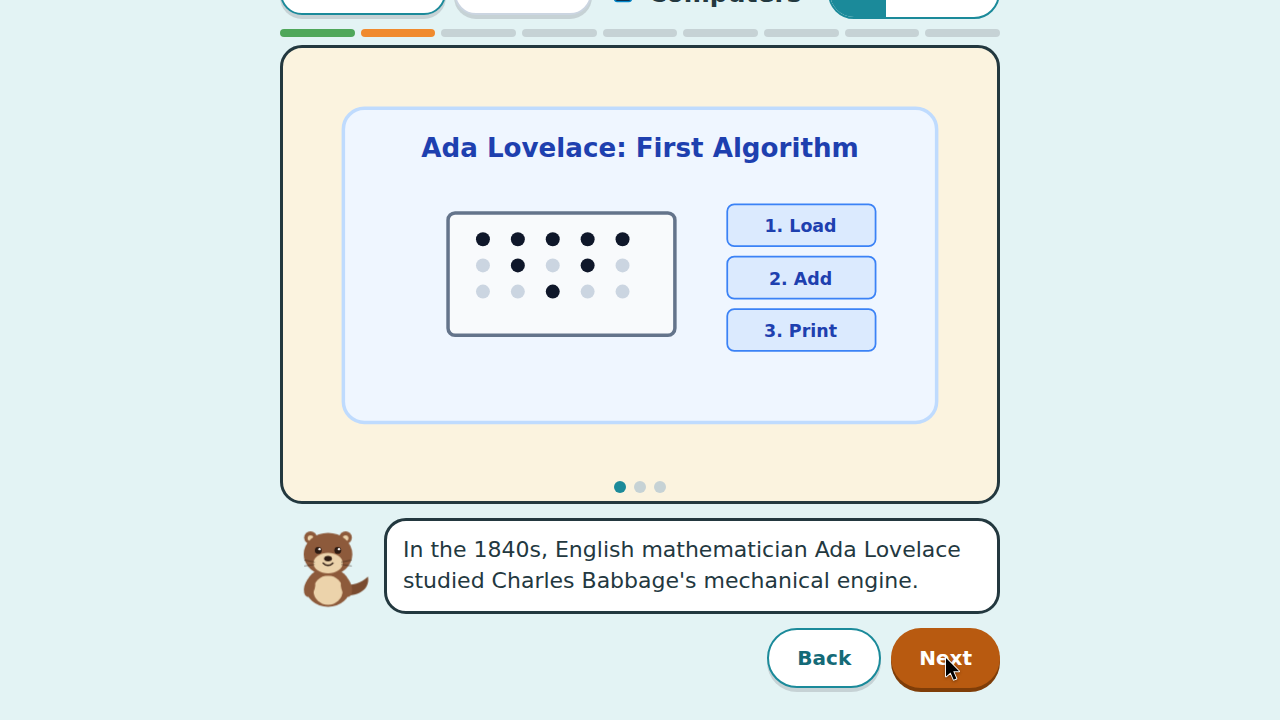 Computers
Ada Lovelace: First Algorithm
1. Load
2. Add
3. Print
In the 1840s, English mathematician Ada Lovelace
studied Charles Babbage's mechanical engine.
Back
Next